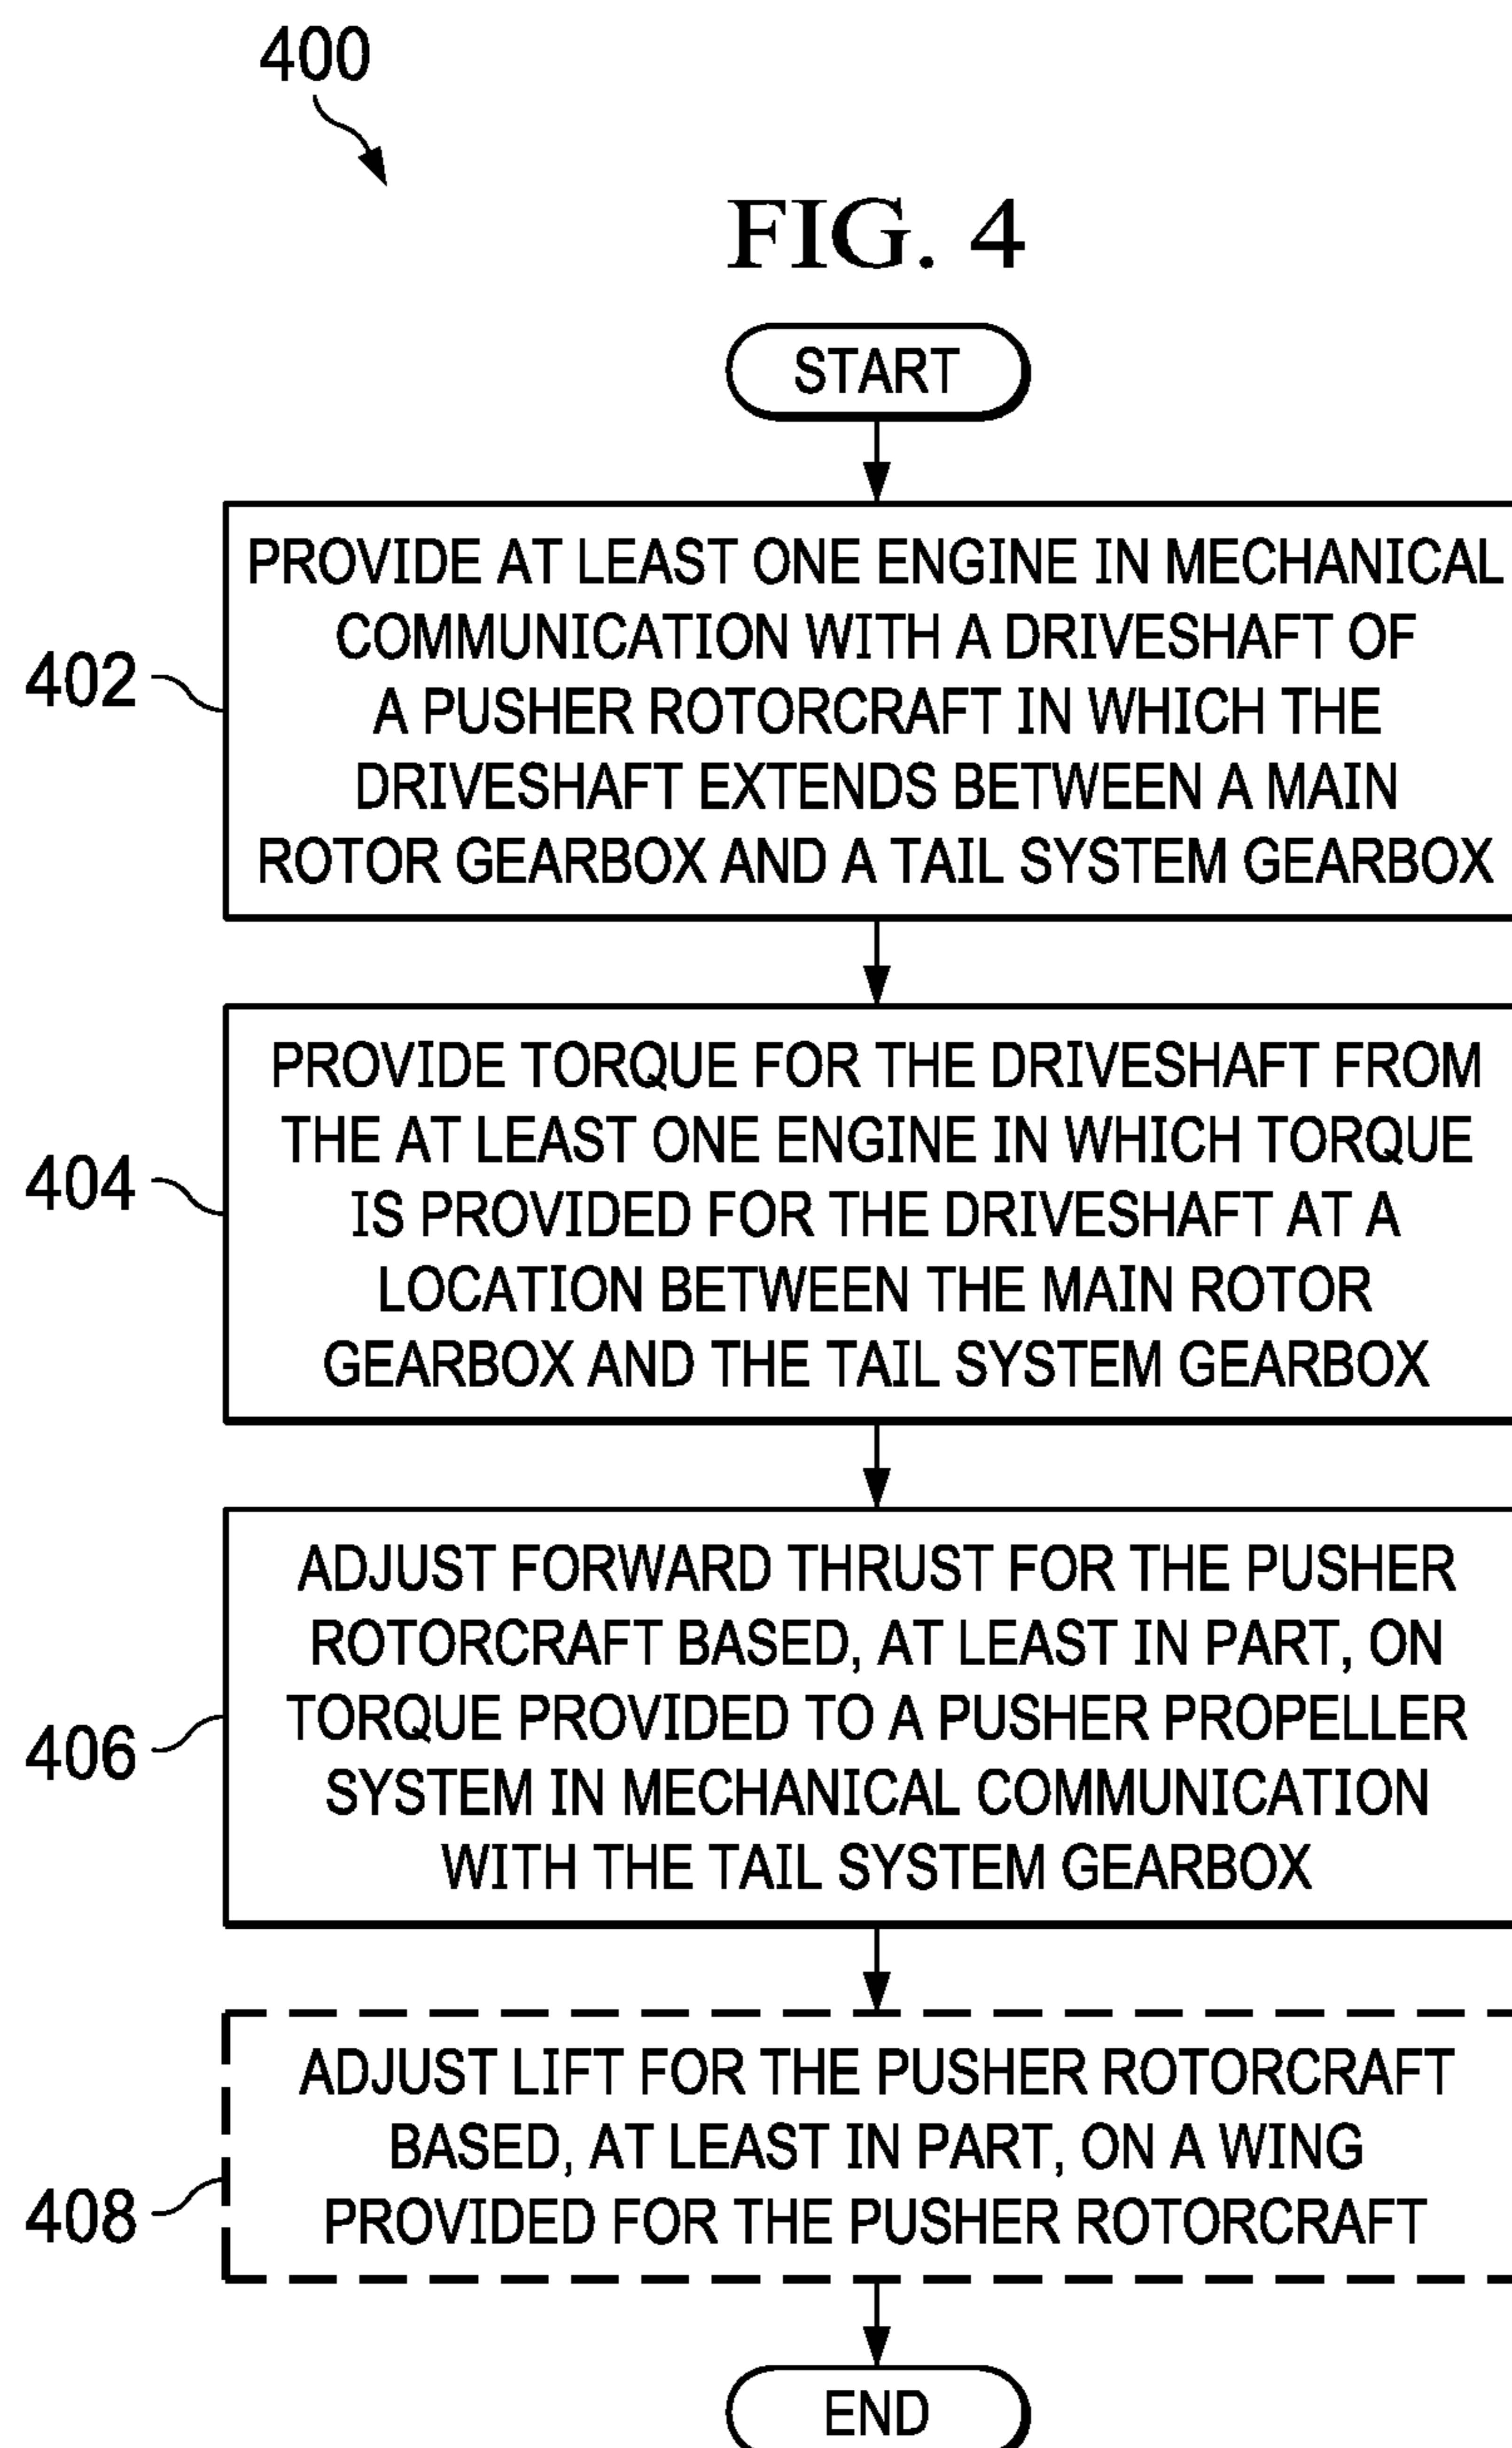 400
FIG. 4
START
PROVIDE AT LEAST ONE ENGINE IN MECHANICAL
COMMUNICATION WITH A DRIVESHAFT OF
A PUSHER ROTORCRAFT IN WHICH THE
DRIVESHAFT EXTENDS BETWEEN A MAIN
ROTOR GEARBOX AND A TAIL SYSTEM GEARBOX
402
PROVIDE TORQUE FOR THE DRIVESHAFT FROM
THE AT LEAST ONE ENGINE IN WHICH TORQUE
IS PROVIDED FOR THE DRIVESHAFT AT A
LOCATION BETWEEN THE MAIN ROTOR
GEARBOX AND THE TAIL SYSTEM GEARBOX
404
ADJUST FORWARD THRUST FOR THE PUSHER
ROTORCRAFT BASED, AT LEAST IN PART, ON
TORQUE PROVIDED TO A PUSHER PROPELLER
SYSTEM IN MECHANICAL COMMUNICATION
WITH THE TAIL SYSTEM GEARBOX
406
ADJUST LIFT FOR THE PUSHER ROTORCRAFT
BASED, AT LEAST IN PART, ON A WING
PROVIDED FOR THE PUSHER ROTORCRAFT
408
END